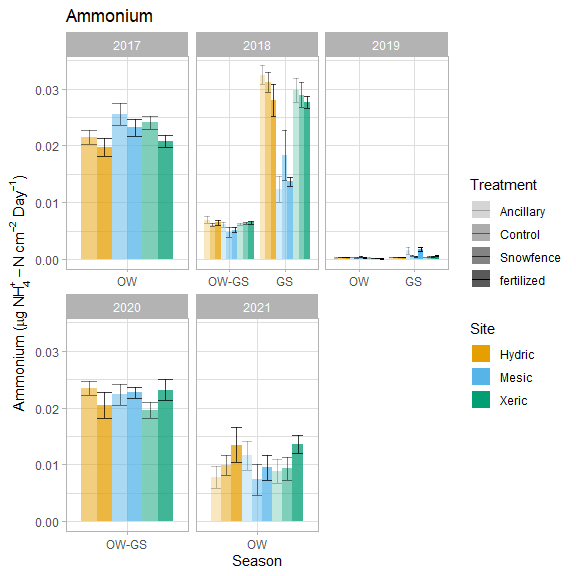 Ammonium
2017
2018
2019
0.03
0.02
0.01
0.00
OW
OW-GS
GS
OW
GS
2020
2021
0.03
0.02
0.01
0.00
OW-GS
OW
Season
Ammonium (µg NH₄⁺ – N cm⁻² Day⁻¹)
Treatment
Ancillary
Control
Snowfence
fertilized
Site
Hydric
Mesic
Xeric